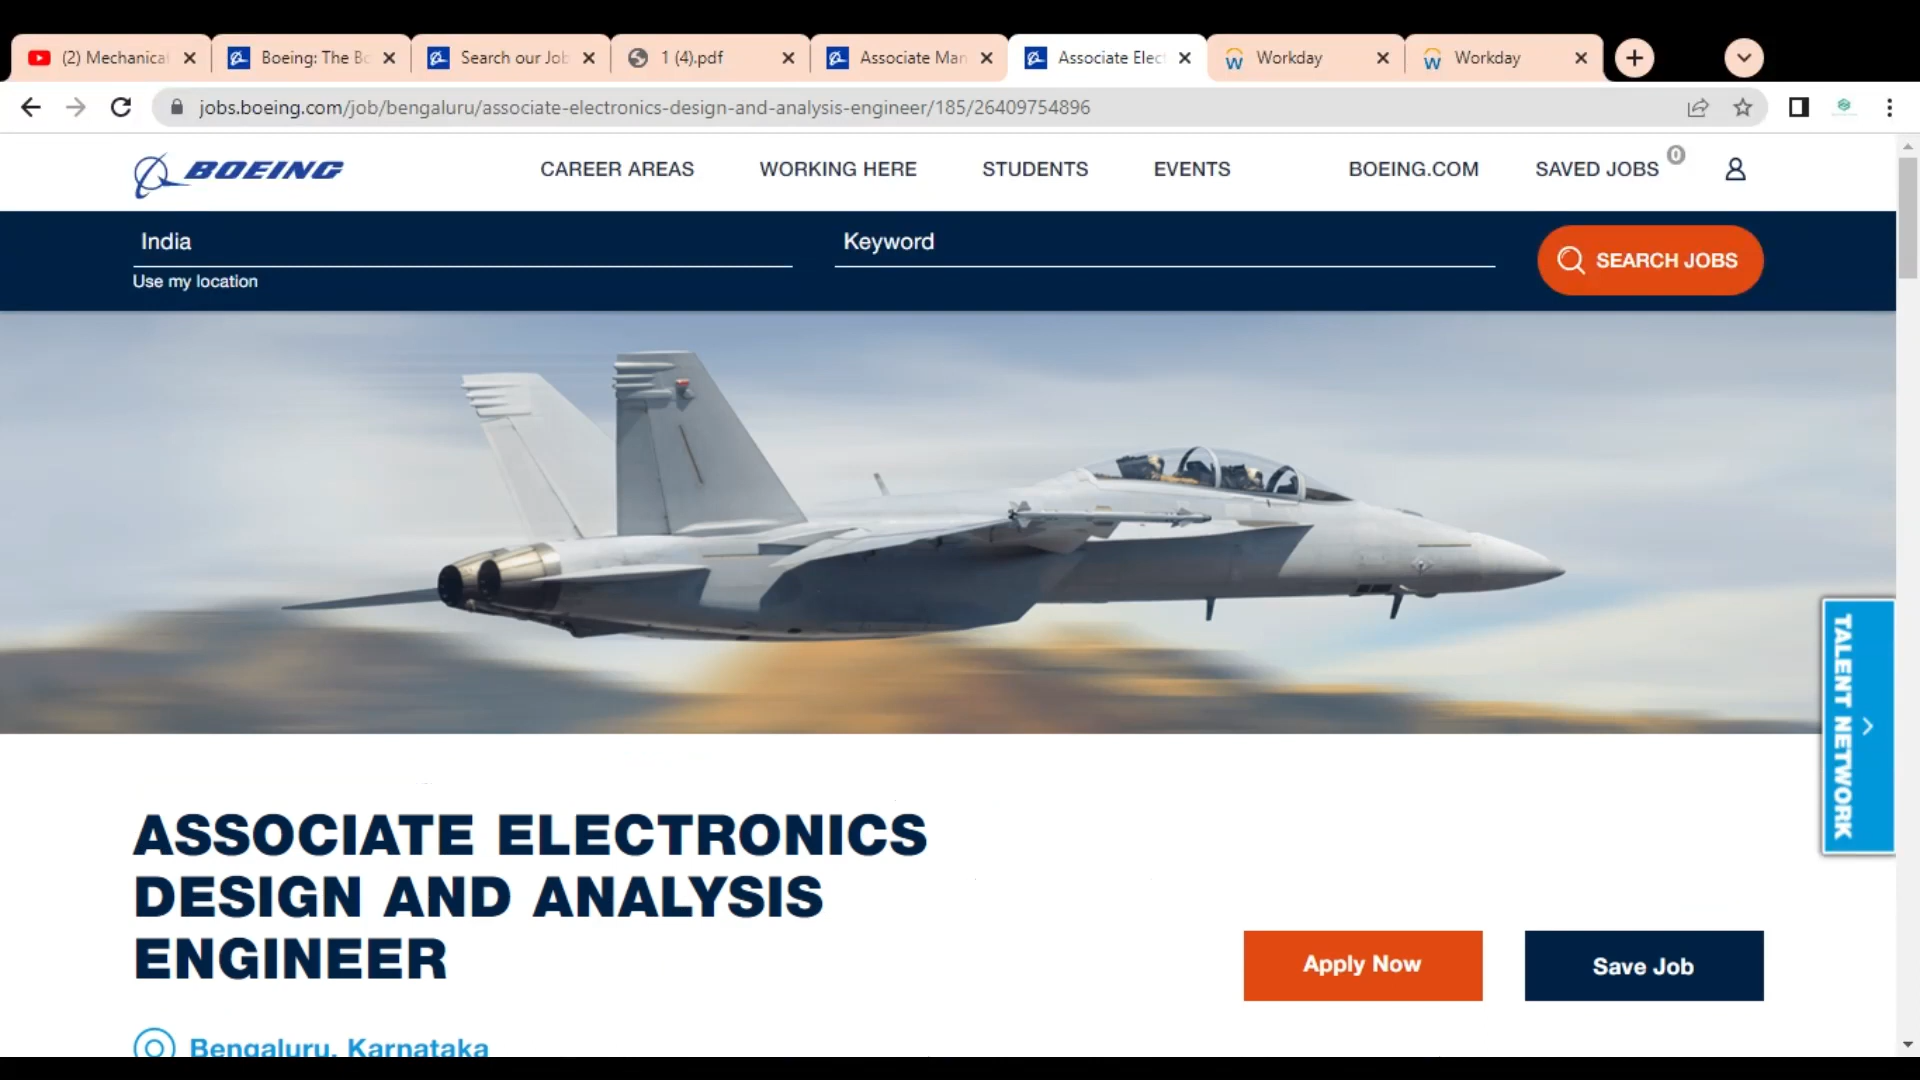 (2) Mechanical
Boeing: The Bo
Search our Job
1 (4).pdf
Associate Man
Associate Elect
Workday
Workday
jobs.boeing.com/job/bengaluru/associate-electronics-design-and-analysis-engineer/185/26409754896
BOEING
CAREER AREAS
WORKING HERE
STUDENTS
EVENTS
BOEING.COM
SAVED JOBS
0
India
Keyword
SEARCH JOBS
Use my location
TALENT NETWORK
ASSOCIATE ELECTRONICS
DESIGN AND ANALYSIS
ENGINEER
Apply Now
Save Job
Bengaluru, Karnataka